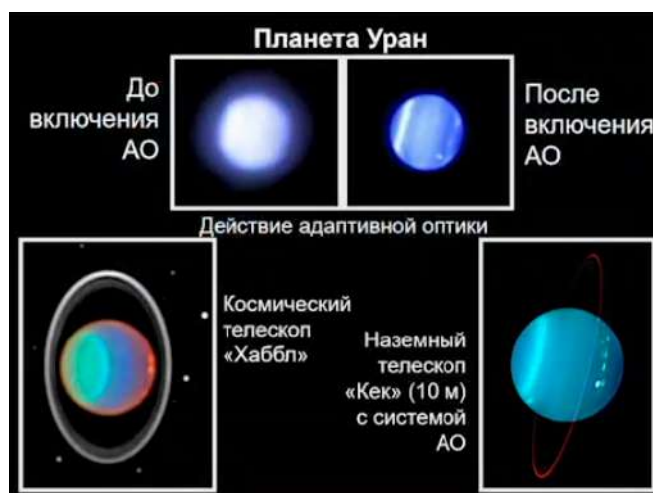 Планета Уран
До
включения
АО
После
включения
АО
Действие адаптивной оптики
Космический
телескоп
«Хаббл»
Наземный
телескоп
«Кек» (10 м)
с системой
АО